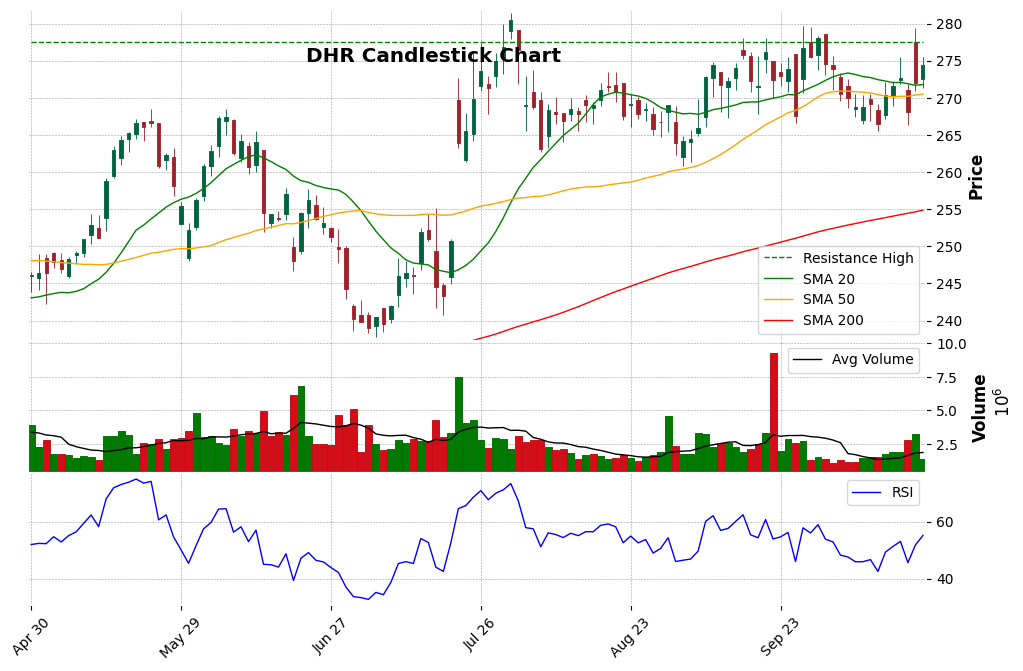 DHR Candlestick Chart
280
275
270
265
260
255
250
245
240
Price
Resistance High
SMA 20
SMA 50
SMA 200
10.0
7.5
5.0
2.5
Volume
10^6
Avg Volume
RSI
60
40
Apr 30
May 29
Jun 27
Jul 26
Aug 23
Sep 23